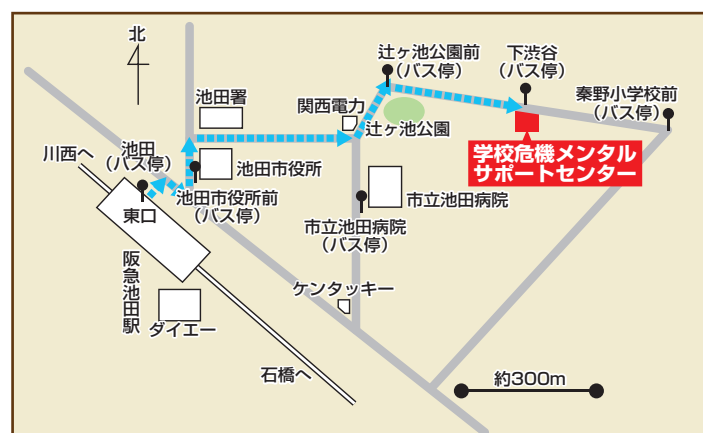 北
辻ヶ池公園前
（バス停）
下渋谷
（バス停）
秦野小学校前
（バス停）
池田署
関西電力
辻ヶ池公園
池田
（バス停）
川西へ
池田市役所
学校危機メンタル
サポートセンター
池田市役所前
（バス停）
東口
市立池田病院
市立池田病院
（バス停）
阪急池田駅
ケンタッキー
ダイエー
石橋へ
約300m